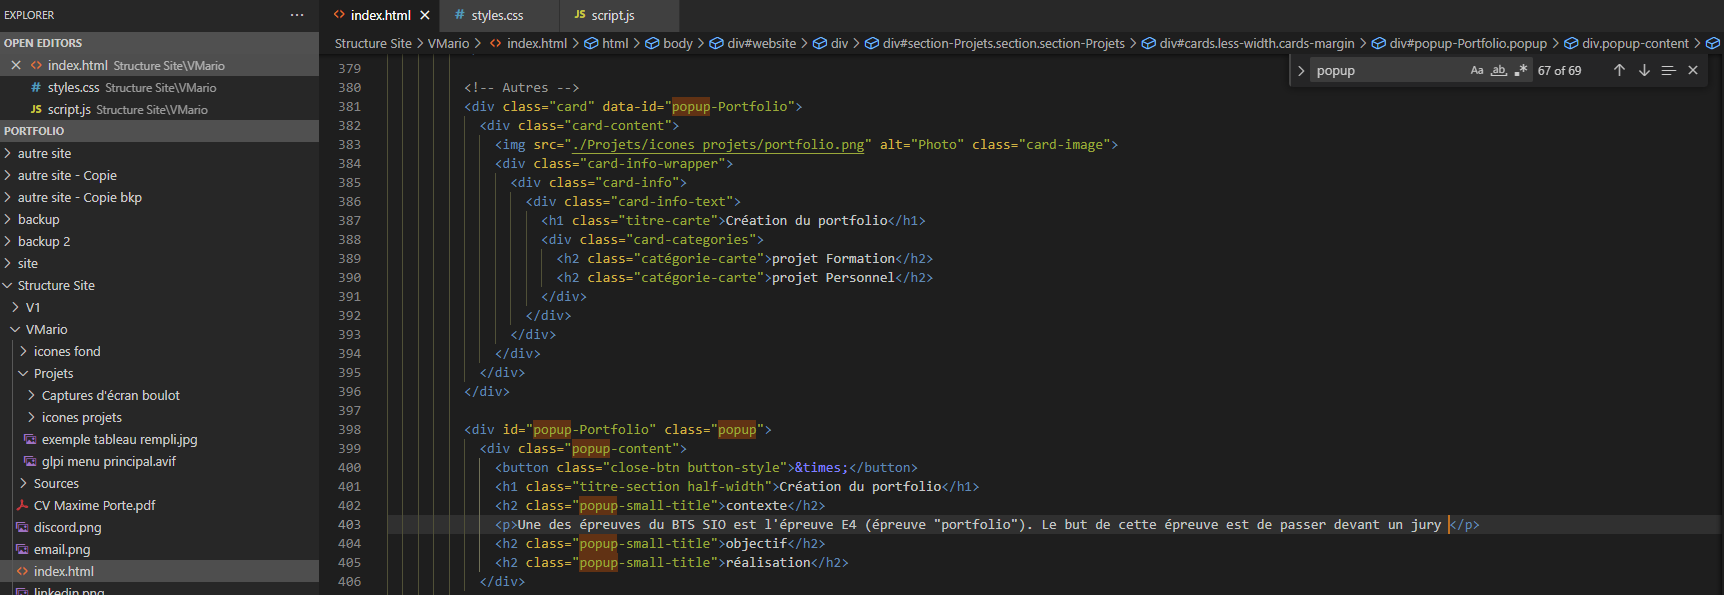 EXPLORER ···
OPEN EDITORS
index.html Structure Site\VMario
# styles.css Structure Site\VMario
JS script.js Structure Site\VMario
PORTFOLIO
autre site
autre site - Copie
autre site - Copie bkp
backup
backup 2
site
Structure Site
V1
VMario
icones fond
Projets
Captures d'écran boulot
icones projets
exemple tableau rempli.jpg
glpi menu principal.avif
Sources
CV Maxime Porte.pdf
discord.png
email.png
index.html
linkedin.png
index.html # styles.css JS script.js
Structure Site > VMario > index.html > html > body > div#website > div > div#section-Projets.section.section-Projets > div#cards.less-width.cards-margin > div#popup-Portfolio.popup > div.popup-content >
popup Aa ab 67 of 69
379
380 <!-- Autres -->
381 <div class="card" data-id="popup-Portfolio">
382 <div class="card-content">
383 <img src="./Projets/icones projets/portfolio.png" alt="Photo" class="card-image">
384 <div class="card-info-wrapper">
385 <div class="card-info">
386 <div class="card-info-text">
387 <h1 class="titre-carte">Création du portfolio</h1>
388 <div class="card-categories">
389 <h2 class="catégorie-carte">projet Formation</h2>
390 <h2 class="catégorie-carte">projet Personnel</h2>
391 </div>
392 </div>
393 </div>
394 </div>
395 </div>
396 </div>
397
398 <div id="popup-Portfolio" class="popup">
399 <div class="popup-content">
400 <button class="close-btn button-style">&times;</button>
401 <h1 class="titre-section half-width">Création du portfolio</h1>
402 <h2 class="popup-small-title">contexte</h2>
403 <p>Une des épreuves du BTS SIO est l'épreuve E4 (épreuve "portfolio"). Le but de cette épreuve est de passer devant un jury </p>
404 <h2 class="popup-small-title">objectif</h2>
405 <h2 class="popup-small-title">réalisation</h2>
406 </div>